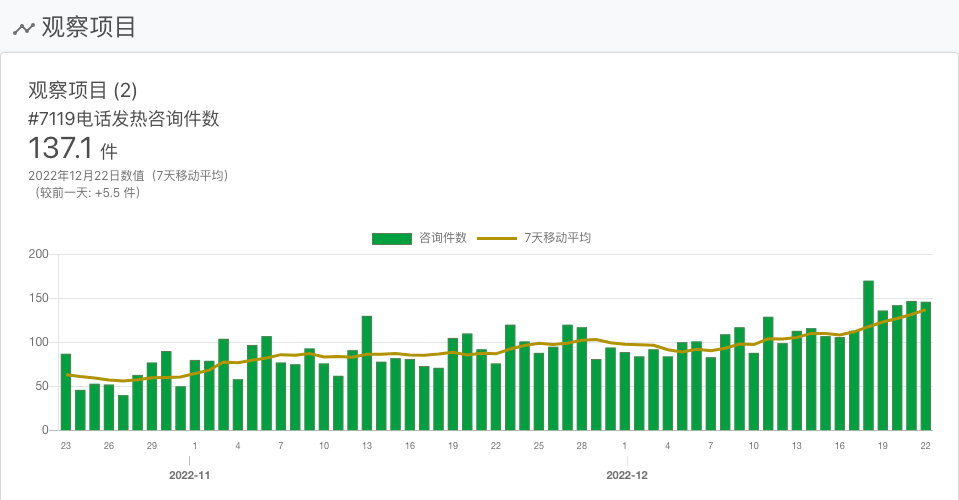 观察项目
观察项目 (2)
#7119电话发热咨询件数
137.1 件
2022年12月22日数值（7天移动平均）
（较前一天: +5.5 件）
咨询件数 7天移动平均
200
150
100
50
0
23 26 29 1 4 7 10 13 16 19 22 25 28 1 4 7 10 13 16 19 22
2022-11 2022-12